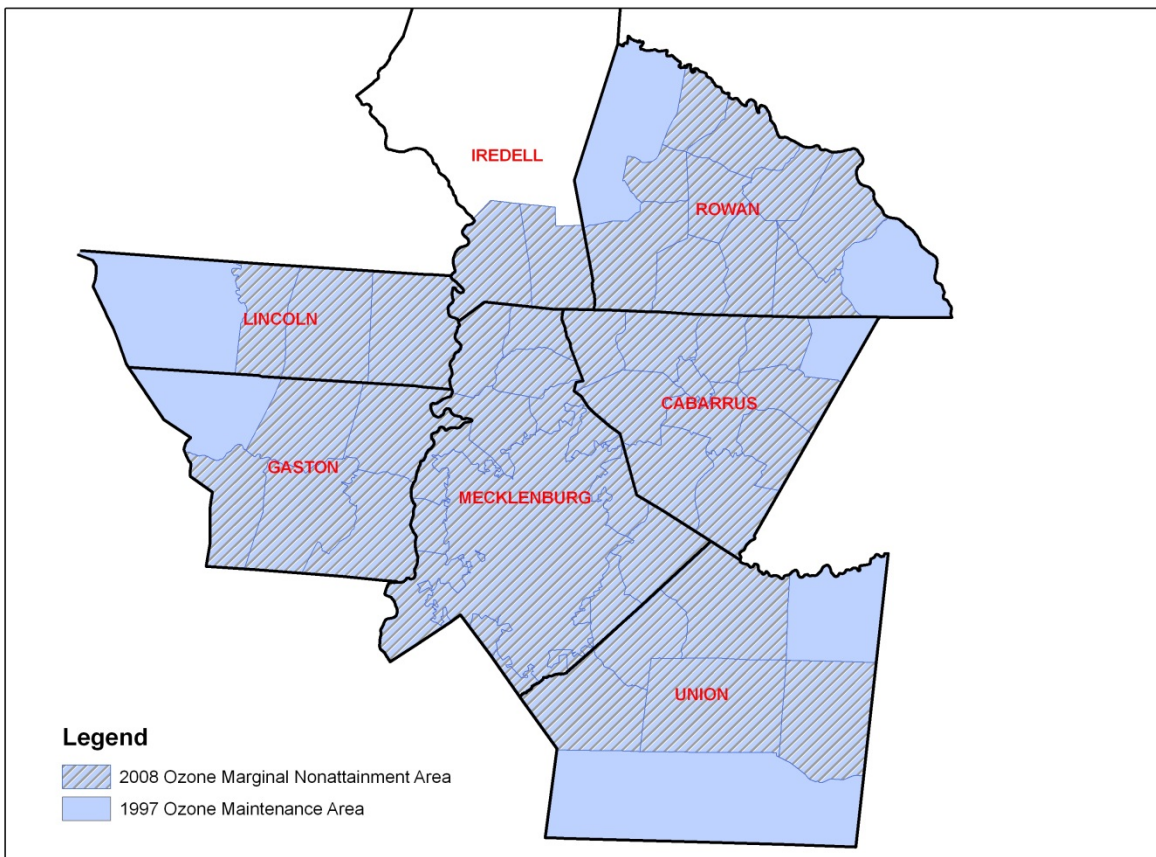 IREDELL
ROWAN
LINCOLN
CABARRUS
GASTON
MECKLENBURG
UNION
Legend
2008 Ozone Marginal Nonattainment Area
1997 Ozone Maintenance Area